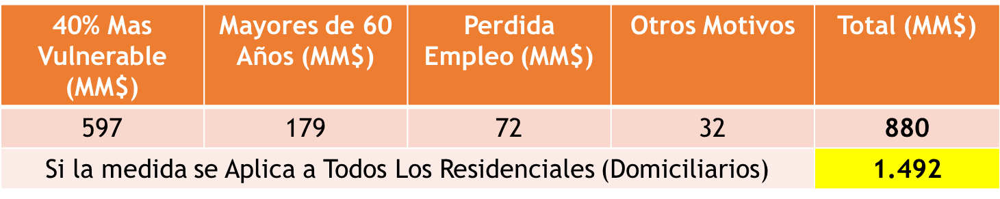 40% Mas
Vulnerable
(MM$)
Mayores de 60
Años (MM$)
Perdida
Empleo (MM$)
Otros Motivos
Total (MM$)
597
179
72
32
880
Si la medida se Aplica a Todos Los Residenciales (Domiciliarios)
1.492